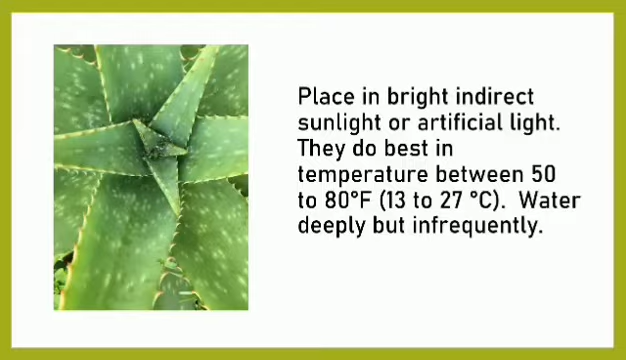 Place in bright indirect
sunlight or artificial light.
They do best in
temperature between 50
to 80°F (13 to 27 °C).  Water
deeply but infrequently.